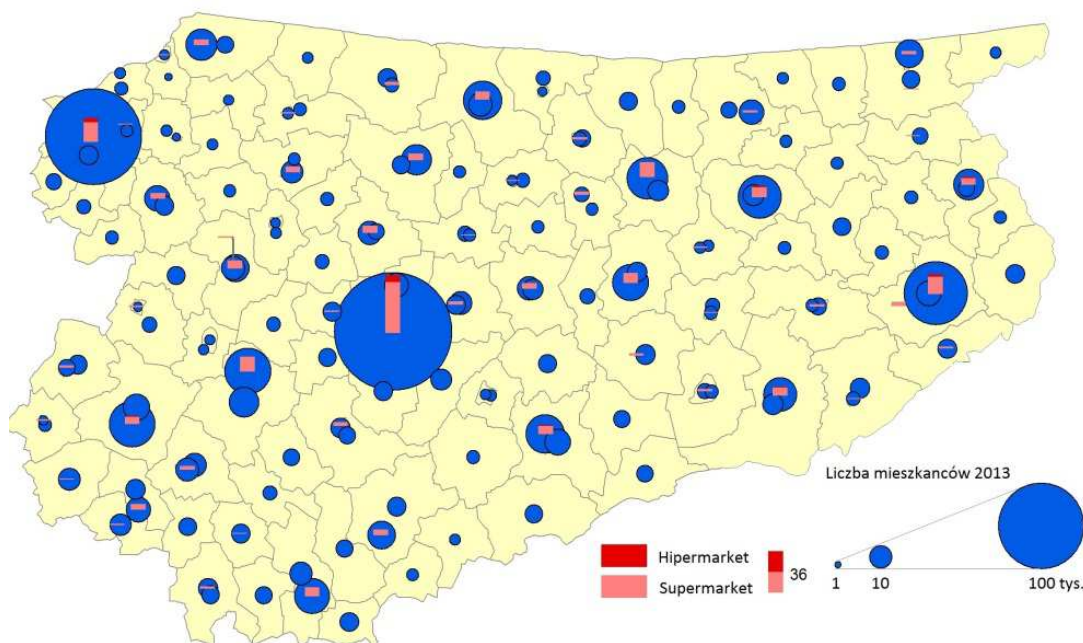 Liczba mieszkanców 2013
Hipermarket
Supermarket
36
1
10
100 tys.